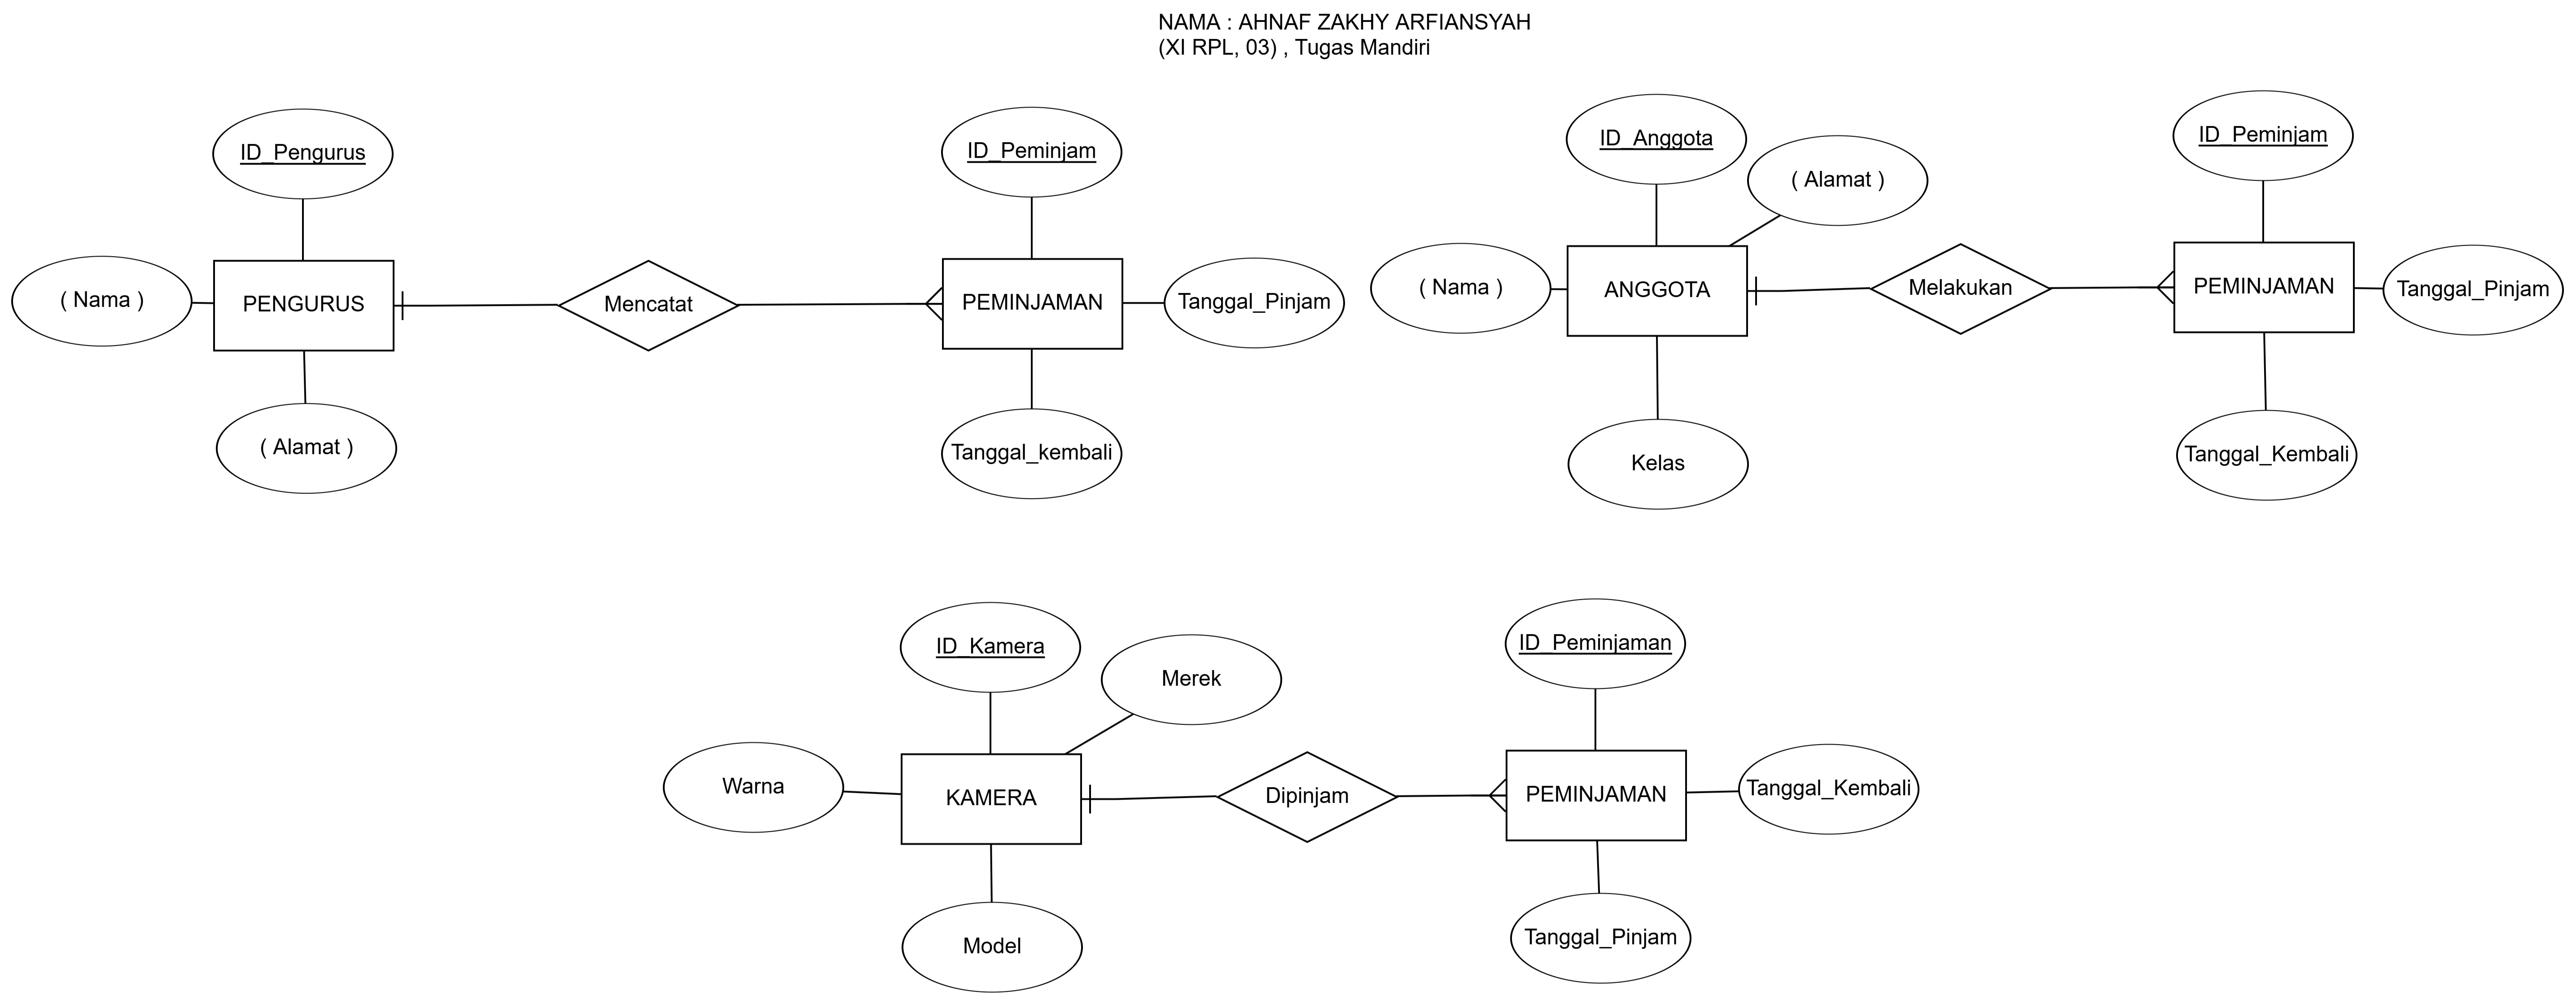 NAMA : AHNAF ZAKHY ARFIANSYAH
(XI RPL, 03) , Tugas Mandiri
ID_Pengurus
( Nama )
PENGURUS
( Alamat )
Mencatat
ID_Peminjam
PEMINJAMAN
Tanggal_Pinjam
Tanggal_kembali
ID_Anggota
( Alamat )
( Nama )
ANGGOTA
Kelas
Melakukan
ID_Peminjam
PEMINJAMAN
Tanggal_Pinjam
Tanggal_Kembali
ID_Kamera
Merek
Warna
KAMERA
Model
Dipinjam
ID_Peminjaman
PEMINJAMAN
Tanggal_Kembali
Tanggal_Pinjam